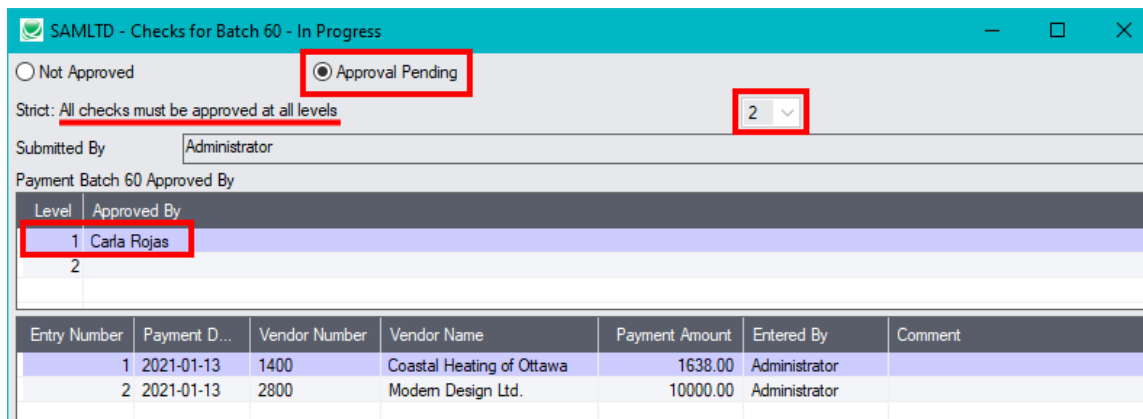 SAMLTD - Checks for Batch 60 - In Progress
Not Approved Approval Pending
Strict: All checks must be approved at all levels 2
Submitted By Administrator
Payment Batch 60 Approved By
Level Approved By
1 Carla Rojas
2
Entry Number Payment D... Vendor Number Vendor Name Payment Amount Entered By Comment
1 2021-01-13 1400 Coastal Heating of Ottawa 1638.00 Administrator
2 2021-01-13 2800 Modern Design Ltd. 10000.00 Administrator